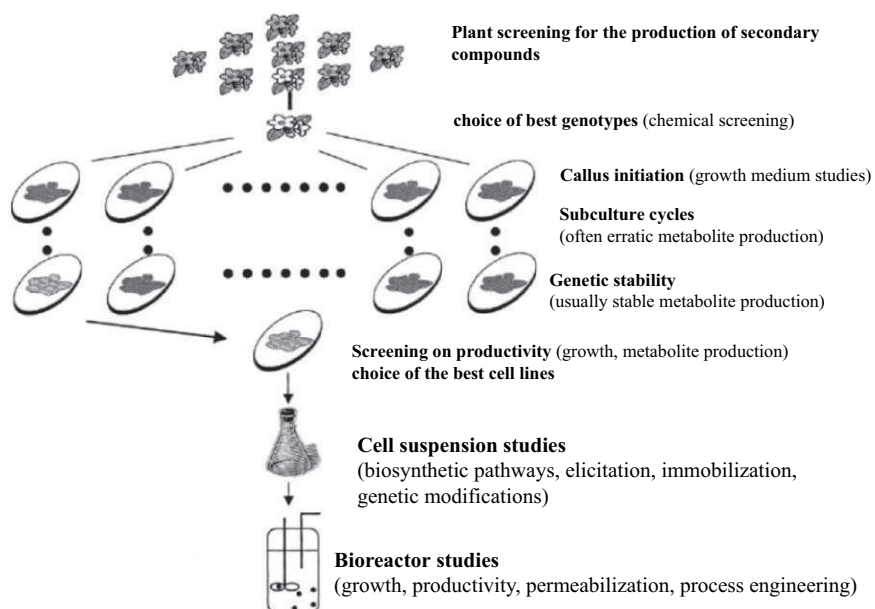 Plant screening for the production of secondary
compounds
choice of best genotypes (chemical screening)
Callus initiation (growth medium studies)
Subculture cycles
(often erratic metabolite production)
Genetic stability
(usually stable metabolite production)
Screening on productivity (growth, metabolite production)
choice of the best cell lines
Cell suspension studies
(biosynthetic pathways, elicitation, immobilization,
genetic modifications)
Bioreactor studies
(growth, productivity, permeabilization, process engineering)